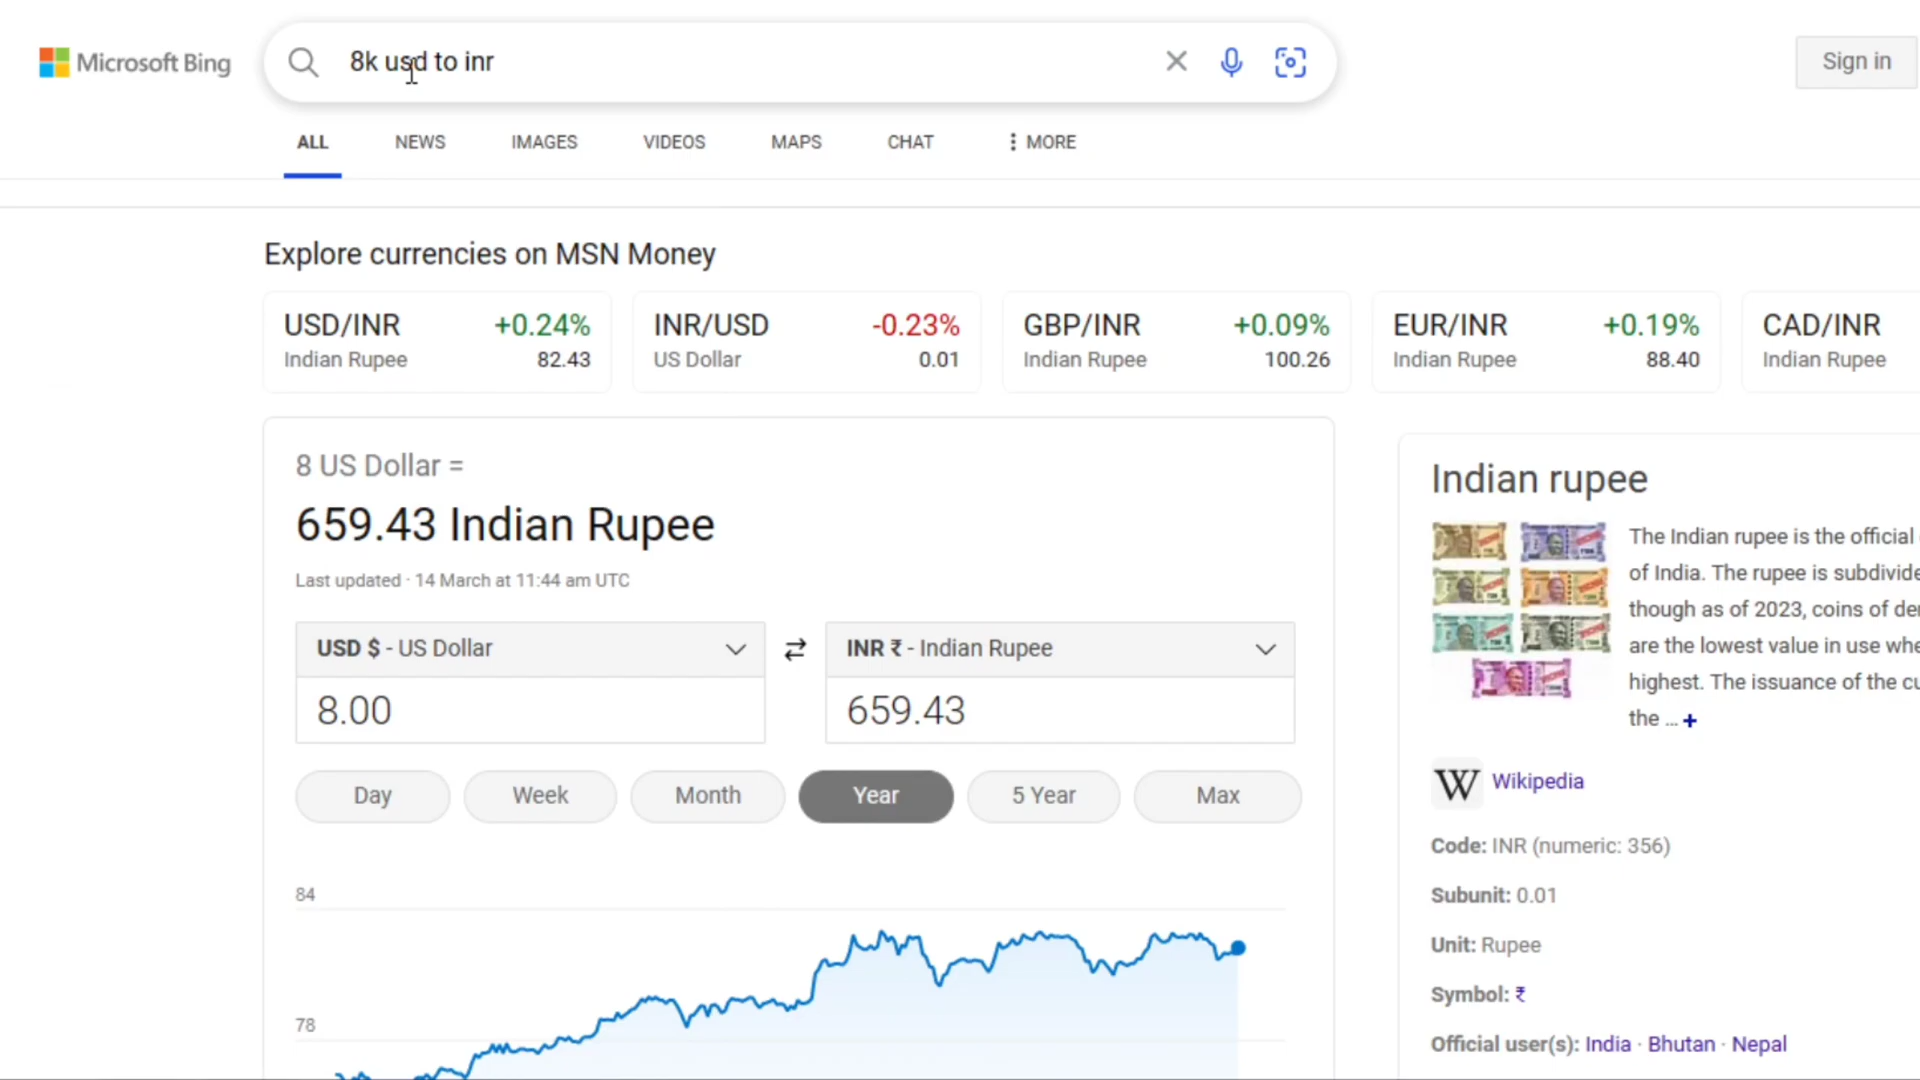 Microsoft Bing
8k usd to inr
Sign in
ALL
NEWS
IMAGES
VIDEOS
MAPS
CHAT
MORE
Explore currencies on MSN Money
USD/INR +0.24%
Indian Rupee 82.43
INR/USD -0.23%
US Dollar 0.01
GBP/INR +0.09%
Indian Rupee 100.26
EUR/INR +0.19%
Indian Rupee 88.40
CAD/INR
Indian Rupee
8 US Dollar =
659.43 Indian Rupee
Last updated · 14 March at 11:44 am UTC
USD $ - US Dollar
INR ₹ - Indian Rupee
8.00
659.43
Day
Week
Month
Year
5 Year
Max
84
78
Indian rupee
The Indian rupee is the official
of India. The rupee is subdivide
though as of 2023, coins of de
are the lowest value in use whe
highest. The issuance of the cu
the ... +
W Wikipedia
Code: INR (numeric: 356)
Subunit: 0.01
Unit: Rupee
Symbol: ₹
Official user(s): India · Bhutan · Nepal